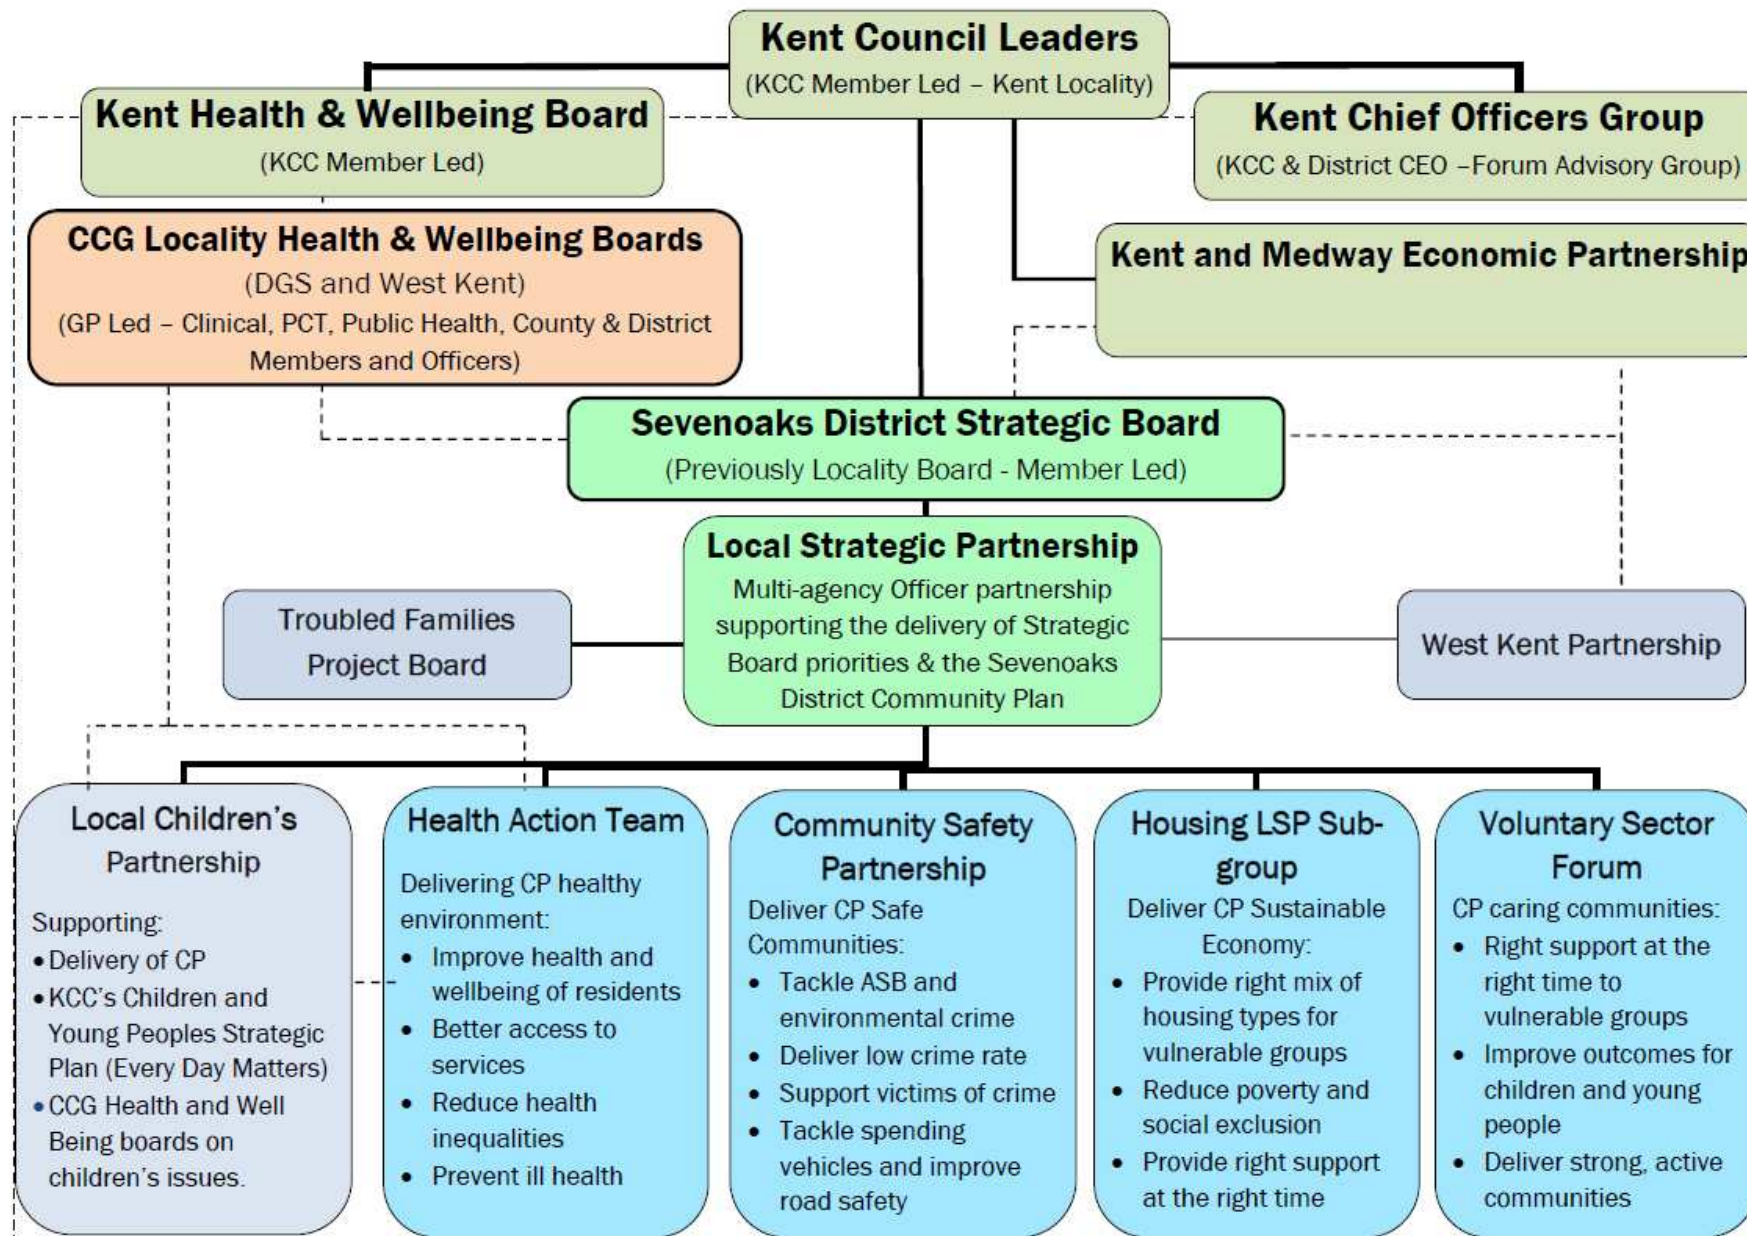 Kent Council Leaders
(KCC Member Led – Kent Locality)
Kent Health & Wellbeing Board
(KCC Member Led)
Kent Chief Officers Group
(KCC & District CEO –Forum Advisory Group)
CCG Locality Health & Wellbeing Boards
(DGS and West Kent)
(GP Led – Clinical, PCT, Public Health, County & District
Members and Officers)
Kent and Medway Economic Partnership
Sevenoaks District Strategic Board
(Previously Locality Board - Member Led)
Local Strategic Partnership
Multi-agency Officer partnership
supporting the delivery of Strategic
Board priorities & the Sevenoaks
District Community Plan
Troubled Families
Project Board
West Kent Partnership
Local Children's
Partnership
Supporting:
• Delivery of CP
• KCC's Children and
Young Peoples Strategic
Plan (Every Day Matters)
• CCG Health and Well
Being boards on
children's issues.
Health Action Team
Delivering CP healthy
environment:
• Improve health and
wellbeing of residents
• Better access to
services
• Reduce health
inequalities
• Prevent ill health
Community Safety
Partnership
Deliver CP Safe
Communities:
• Tackle ASB and
environmental crime
• Deliver low crime rate
• Support victims of crime
• Tackle spending
vehicles and improve
road safety
Housing LSP Sub-
group
Deliver CP Sustainable
Economy:
• Provide right mix of
housing types for
vulnerable groups
• Reduce poverty and
social exclusion
• Provide right support
at the right time
Voluntary Sector
Forum
CP caring communities:
• Right support at the
right time to
vulnerable groups
• Improve outcomes for
children and young
people
• Deliver strong, active
communities